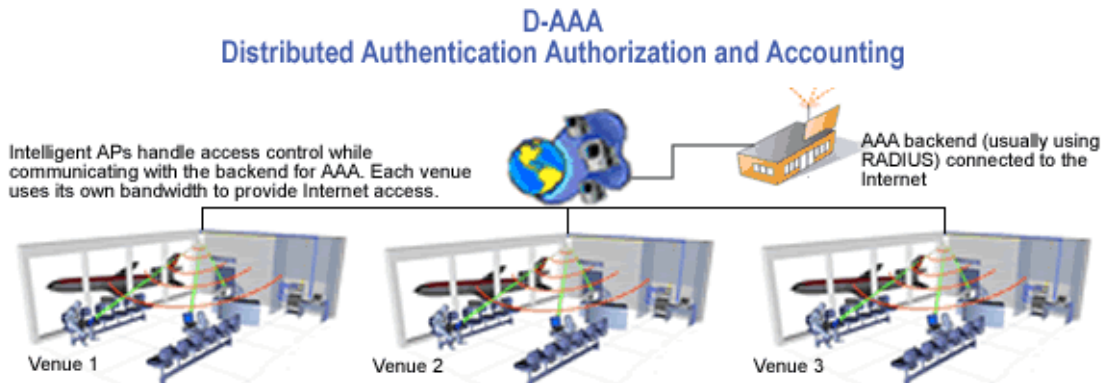 D-AAA
Distributed Authentication Authorization and Accounting
Intelligent APs handle access control while
communicating with the backend for AAA. Each venue
uses its own bandwidth to provide Internet access.
AAA backend (usually using
RADIUS) connected to the
Internet
Venue 1
Venue 2
Venue 3